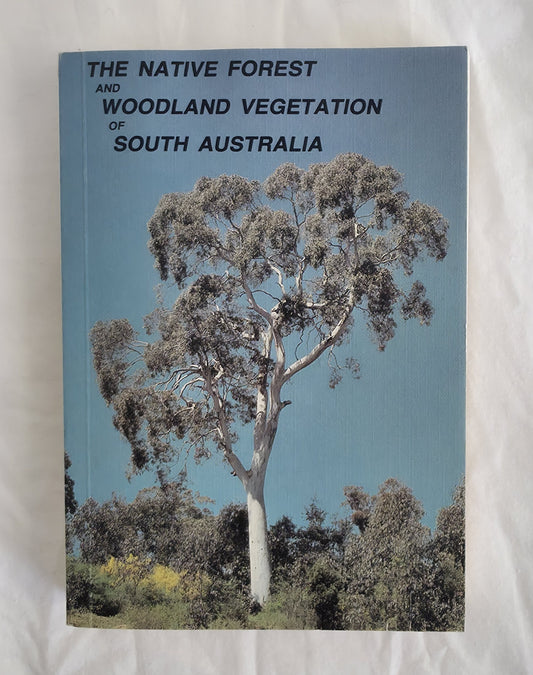 THE NATIVE FOREST
AND
WOODLAND VEGETATION
OF
SOUTH AUSTRALIA